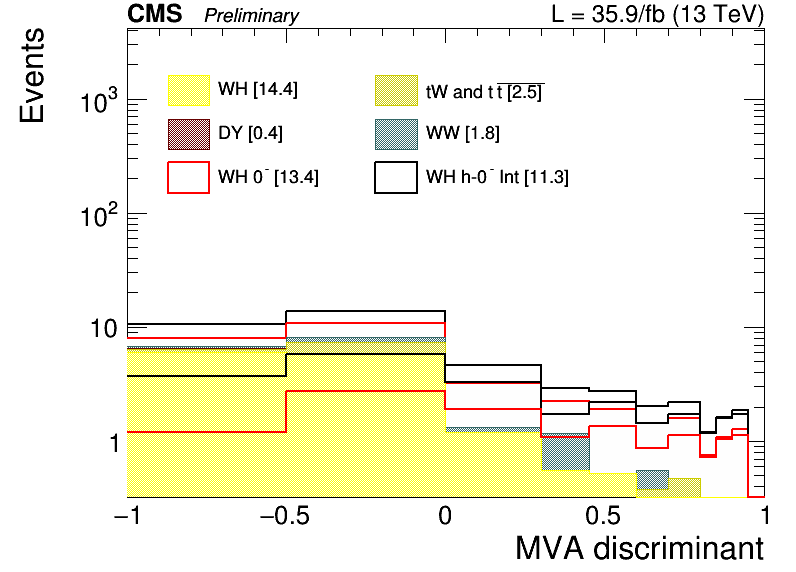 CMS Preliminary L = 35.9/fb (13 TeV)
Events
WH [14.4] tW and t t [2.5]
DY [0.4] WW [1.8]
WH 0⁻ [13.4] WH h-0⁻ Int [11.3]
10³
10²
10
1
−1 −0.5 0 0.5 1
MVA discriminant